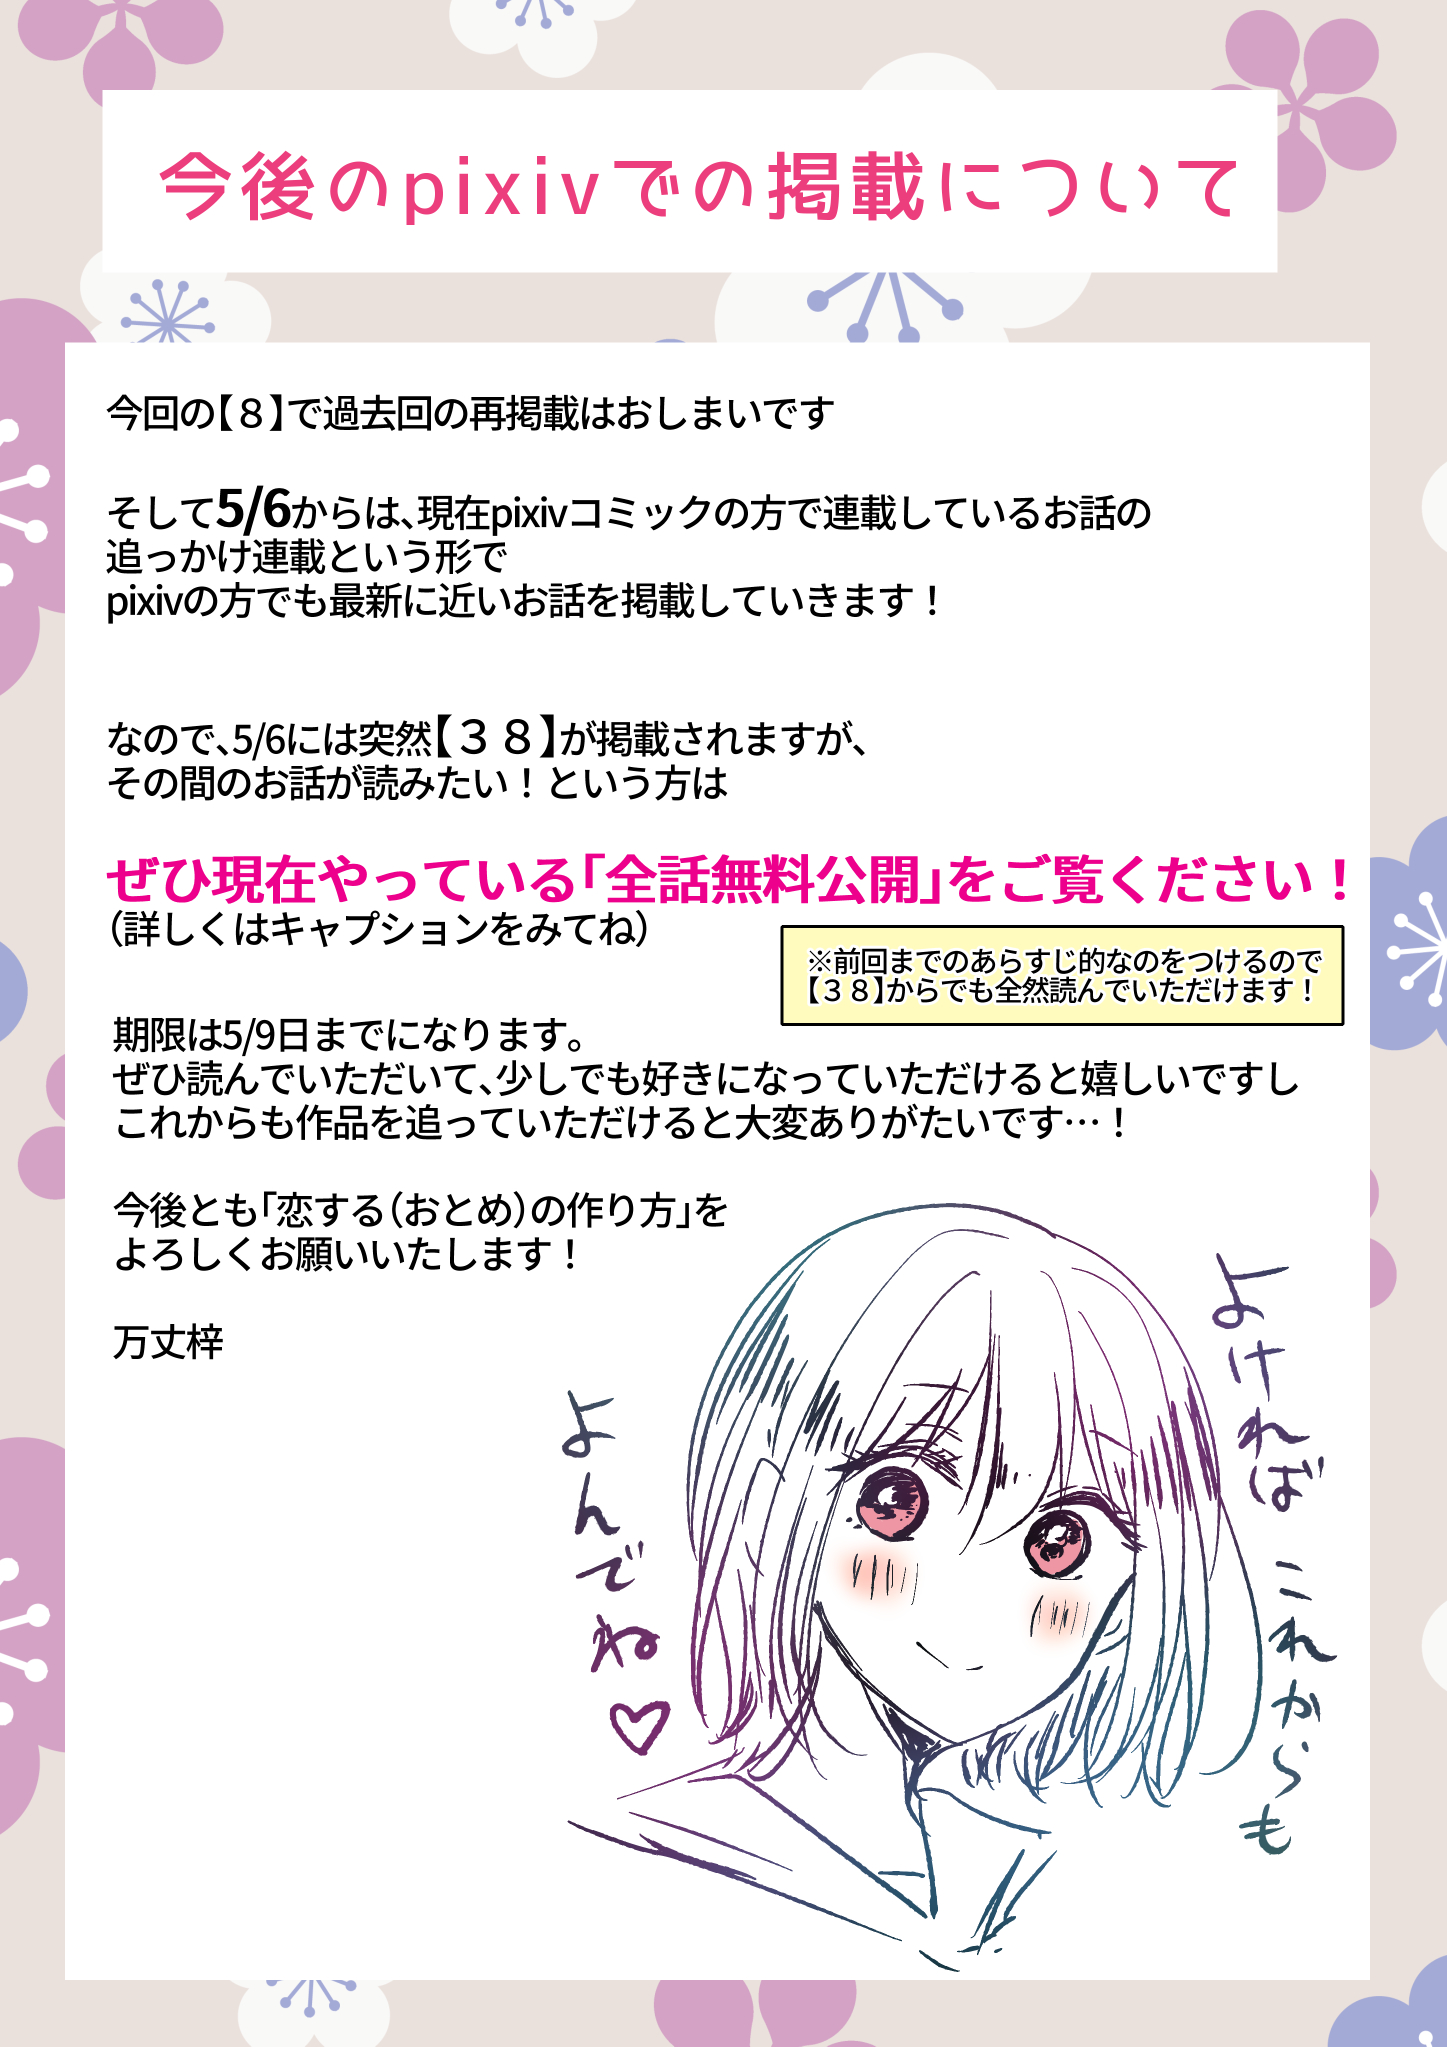 今後のpixivでの掲載について
今回の【８】で過去回の再掲載はおしまいです
そして5/6からは、現在pixivコミックの方で連載しているお話の
追っかけ連載という形で
pixivの方でも最新に近いお話を掲載していきます！
なので、5/6には突然【３８】が掲載されますが、
その間のお話が読みたい！という方は
ぜひ現在やっている「全話無料公開」をご覧ください！
（詳しくはキャプションをみてね）
※前回までのあらすじ的なのをつけるので
【３８】からでも全然読んでいただけます！
期限は5/9日までになります。
ぜひ読んでいただいて、少しでも好きになっていただけると嬉しいですし
これからも作品を追っていただけると大変ありがたいです…！
今後とも「恋する（おとめ）の作り方」を
よろしくお願いいたします！
万丈梓
よければ これからも
よんでね♡